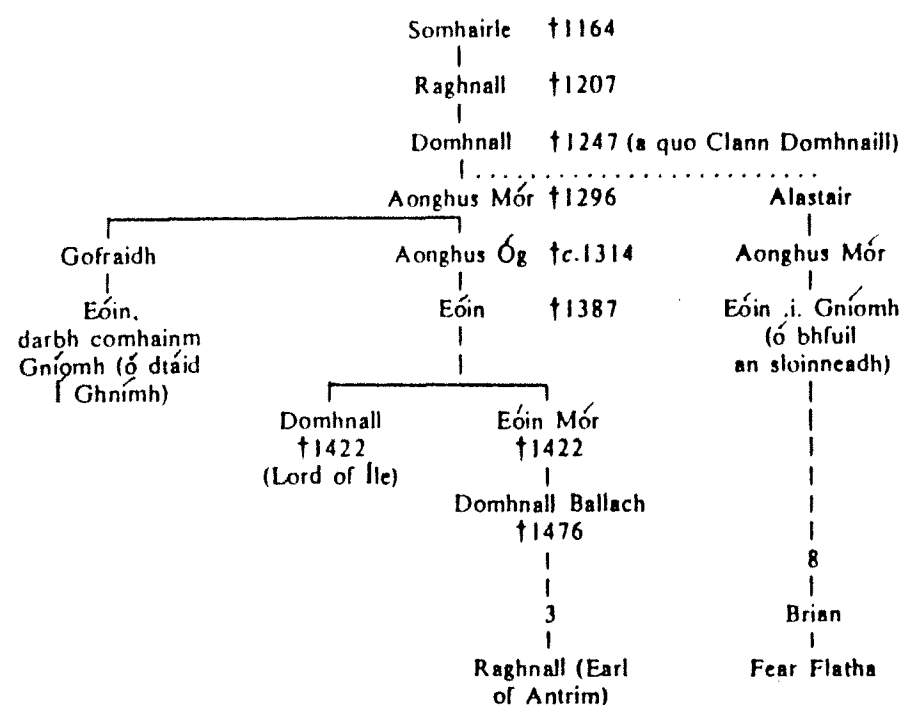 Somhairle †1164
Raghnall †1207
Domhnall †1247 (a quo Clann Domhnaill)
Aonghus Mór †1296 Alastair
Gofraidh Aonghus Óg †c.1314 Aonghus Mór
Eóin, Eóin †1387 Eóin .i. Gníomh
darbh comhainm (ó bhfuil
Gníomh (ó dtáid an sloinneadh)
Í Ghnímh)
Domhnall Eóin Mór
†1422 †1422
(Lord of Íle)
Domhnall Ballach
†1476
8
3 Brian
Raghnall (Earl Fear Flatha
of Antrim)